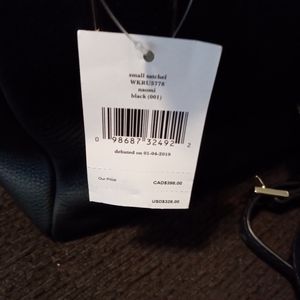 small satchel
WKRU5778
naomi
black (001)
0 98687 32492 2
debuted on 01-04-2019
Our Price
CAD$398.00
USD$328.00